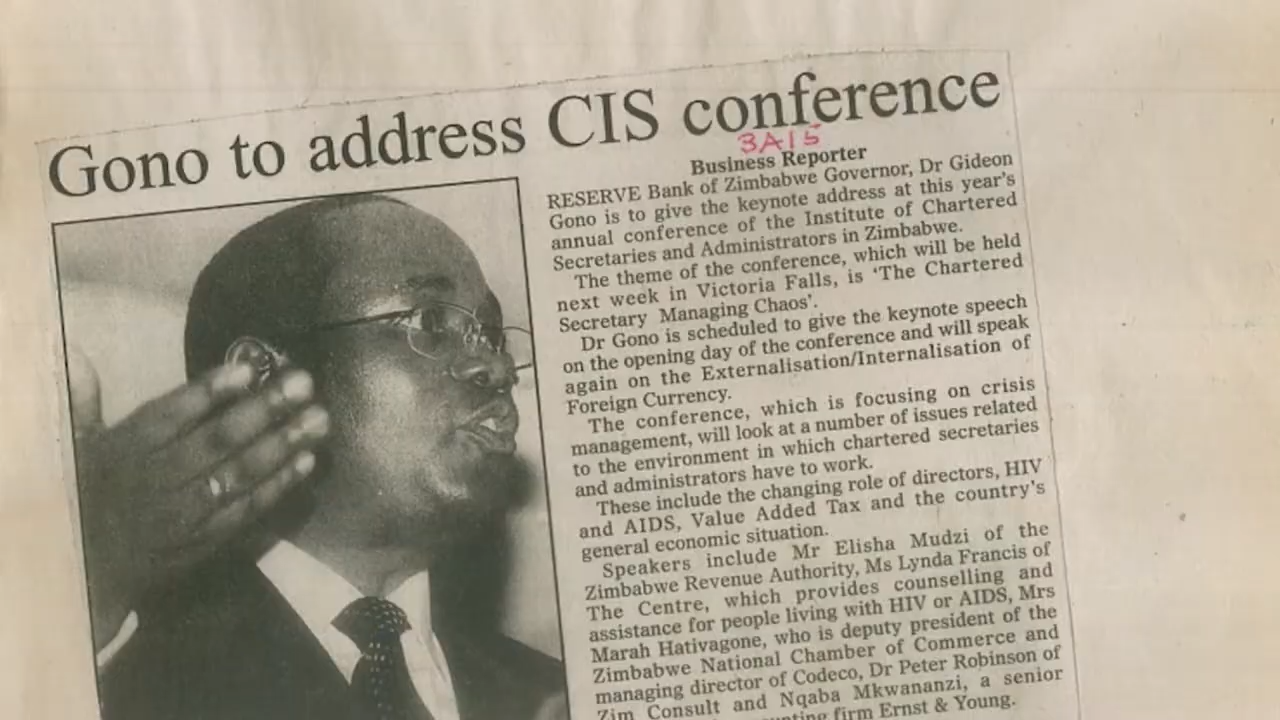 Gono to address CIS conference
3A15
Business Reporter
RESERVE Bank of Zimbabwe Governor, Dr Gideon
Gono is to give the keynote address at this year's
annual conference of the Institute of Chartered
Secretaries and Administrators in Zimbabwe.
The theme of the conference, which will be held
next week in Victoria Falls, is 'The Chartered
Secretary Managing Chaos'.
Dr Gono is scheduled to give the keynote speech
on the opening day of the conference and will speak
again on the Externalisation/Internalisation of
Foreign Currency.
The conference, which is focusing on crisis
management, will look at a number of issues related
to the environment in which chartered secretaries
and administrators have to work.
These include the changing role of directors, HIV
and AIDS, Value Added Tax and the country's
general economic situation.
Speakers include Mr Elisha Mudzi of the
Zimbabwe Revenue Authority, Ms Lynda Francis of
The Centre, which provides counselling and
assistance for people living with HIV or AIDS, Mrs
Marah Hativagone, who is deputy president of the
Zimbabwe National Chamber of Commerce and
managing director of Codeco, Dr Peter Robinson of
Zim Consult and Nqaba Mkwananzi, a senior
firm Ernst & Young.